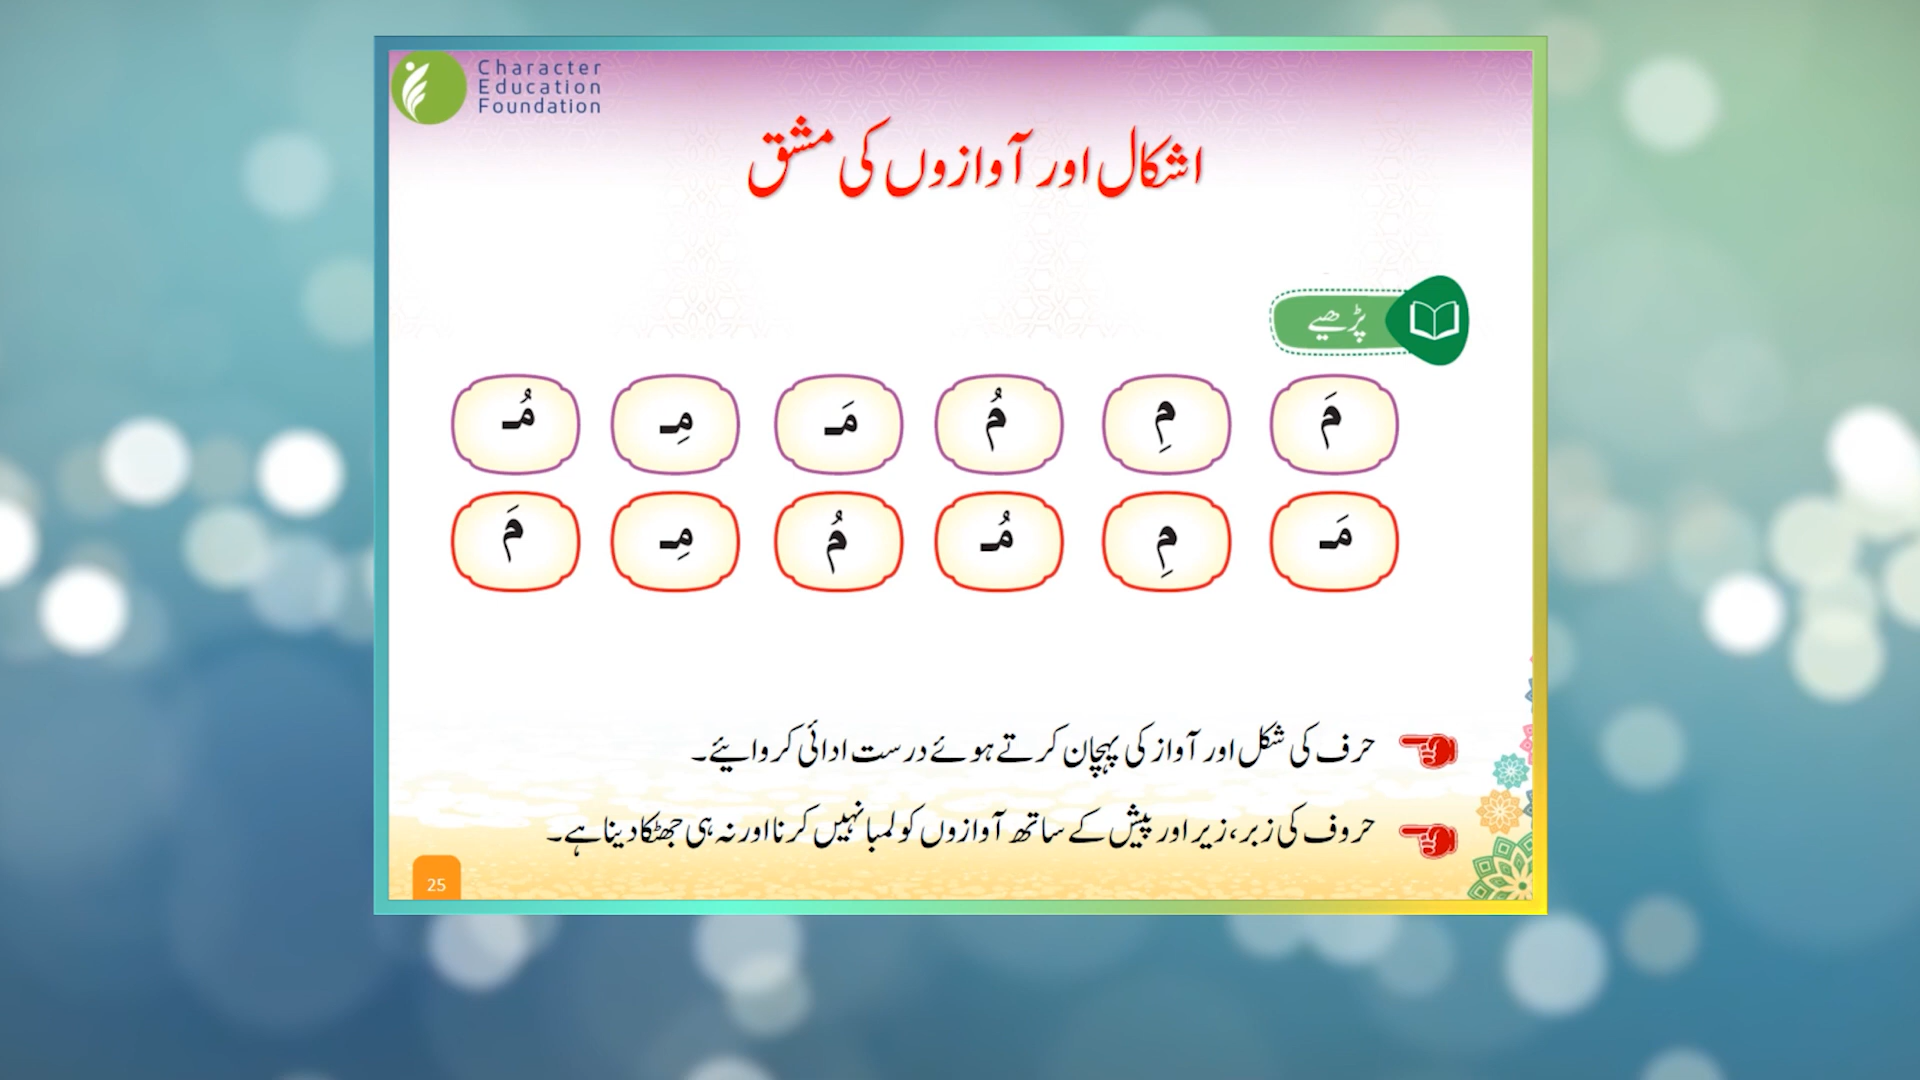 Character
Education
Foundation
اشکال اور آوازوں کی مشق
پڑھیے
مَ مِ مُ مَـ مِـ مُـ
مَـ مِ مُـ مُ مِـ مَ
حرف کی شکل اور آواز کی پہچان کرتے ہوئے درست ادائی کروایئے۔
حروف کی زبر، زیر اور پیش کے ساتھ آوازوں کو لمبا نہیں کرنا اور نہ ہی جھٹکا دینا ہے۔
25